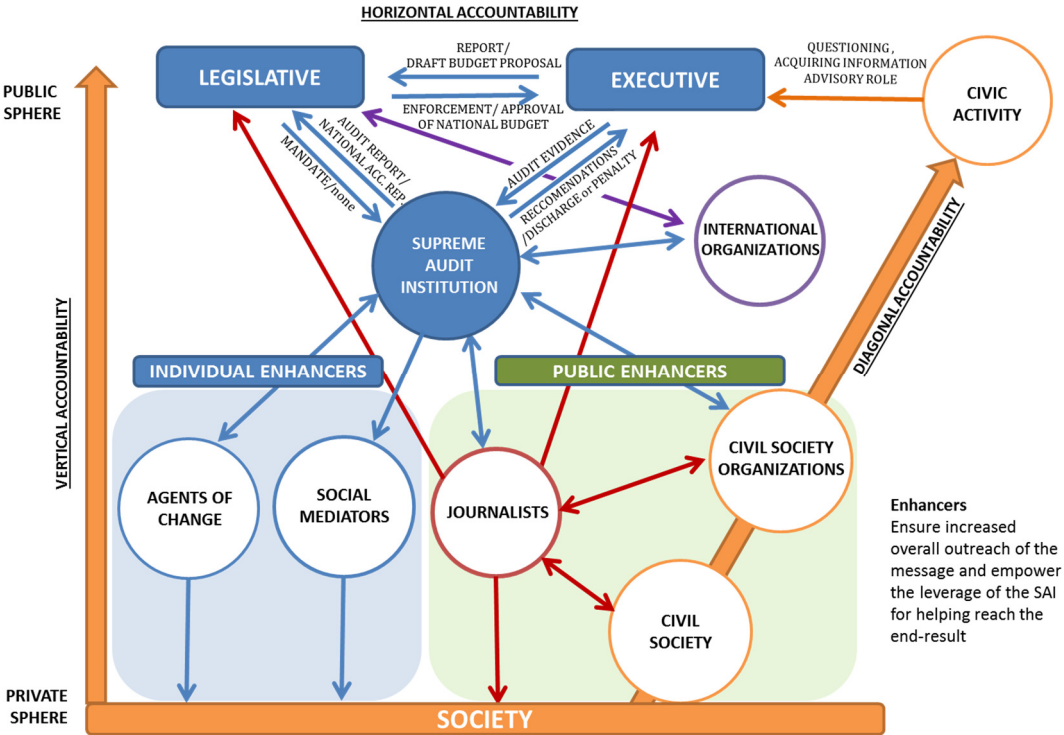 HORIZONTAL ACCOUNTABILITY
PUBLIC
SPHERE
LEGISLATIVE
REPORT/
DRAFT BUDGET PROPOSAL
ENFORCEMENT/ APPROVAL
OF NATIONAL BUDGET
EXECUTIVE
QUESTIONING,
ACQUIRING INFORMATION
ADVISORY ROLE
CIVIC
ACTIVITY
AUDIT REPORT/
NATIONAL ACC. REP.
MANDATE/none
AUDIT EVIDENCE
RECCOMENDATIONS
/DISCHARGE or PENALTY
SUPREME
AUDIT
INSTITUTION
INTERNATIONAL
ORGANIZATIONS
DIAGONAL ACCOUNTABILITY
VERTICAL ACCOUNTABILITY
INDIVIDUAL ENHANCERS
PUBLIC ENHANCERS
AGENTS OF
CHANGE
SOCIAL
MEDIATORS
JOURNALISTS
CIVIL SOCIETY
ORGANIZATIONS
CIVIL
SOCIETY
Enhancers
Ensure increased
overall outreach of the
message and empower
the leverage of the SAI
for helping reach the
end-result
PRIVATE
SPHERE
SOCIETY